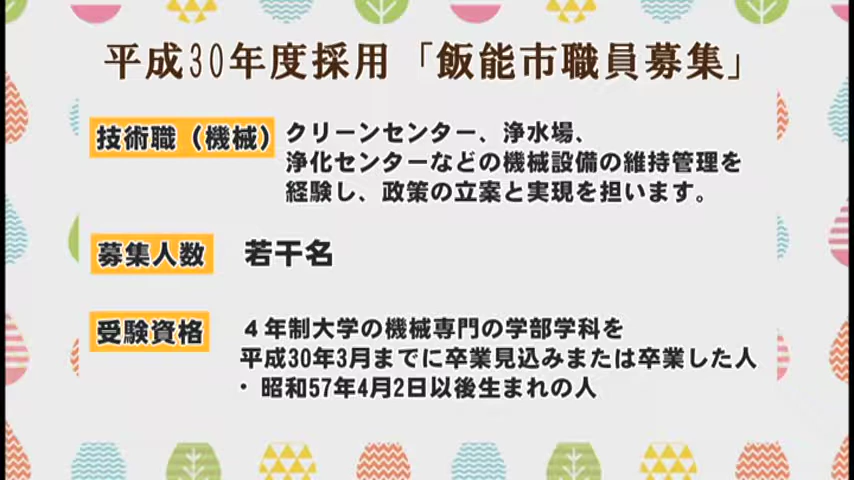 平成30年度採用「飯能市職員募集」
技術職（機械）
クリーンセンター、浄水場、
浄化センターなどの機械設備の維持管理を
経験し、政策の立案と実現を担います。
募集人数
若干名
受験資格
４年制大学の機械専門の学部学科を
平成30年3月までに卒業見込みまたは卒業した人
・昭和57年4月2日以後生まれの人